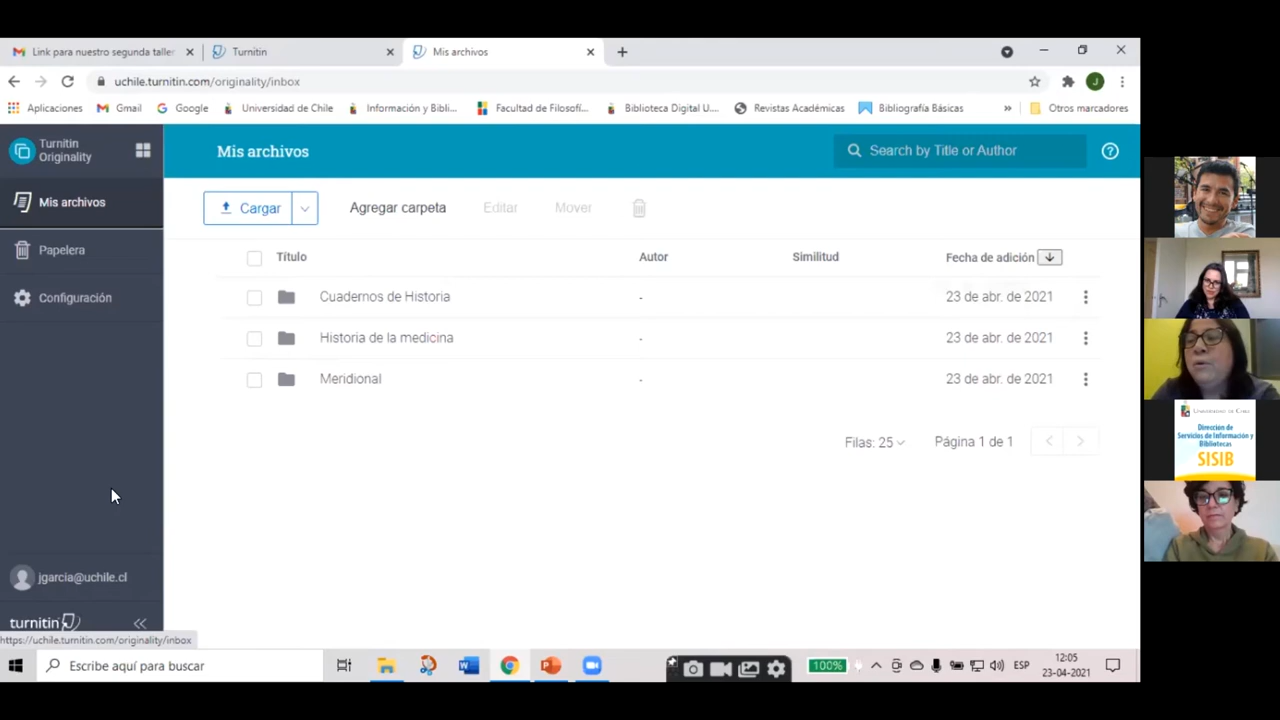 Link para nuestro segunda taller
Turnitin
Mis archivos
uchile.turnitin.com/originality/inbox
Aplicaciones
Gmail
Google
Universidad de Chile
Información y Bibli...
Facultad de Filosofí...
Biblioteca Digital U....
Revistas Académicas
Bibliografía Básicas
»
Otros marcadores
J
Turnitin
Originality
Mis archivos
Search by Title or Author
Mis archivos
Papelera
Configuración
Cargar
Agregar carpeta
Editar
Mover
Título
Autor
Similitud
Fecha de adición
Cuadernos de Historia
-
23 de abr. de 2021
Historia de la medicina
-
23 de abr. de 2021
Meridional
-
23 de abr. de 2021
Filas: 25
Página 1 de 1
jgarcia@uchile.cl
turnitin
https://uchile.turnitin.com/originality/inbox
Escribe aquí para buscar
100%
ESP
12:05
23-04-2021
Universidad de Chile
Dirección de
Servicios de Información y
Bibliotecas
SISIB